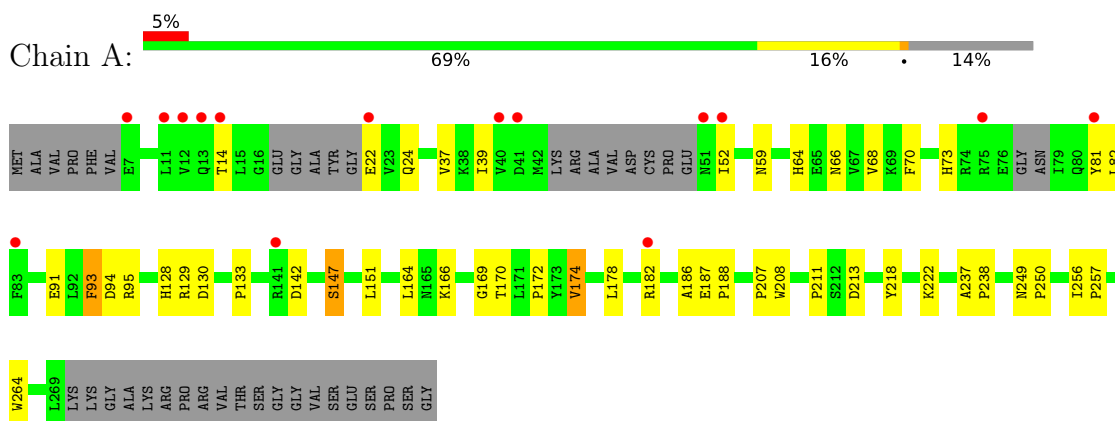 5%
Chain A:
69% 16% • 14%
MET ALA VAL PRO PHE VAL E7 L11 V12 Q13 T14 L15 G16 GLU GLY ALA TYR GLY E22 V23 Q24 V37 K38 I39 V40 D41 M42 LYS ARG ALA VAL ASP CYS PRO GLU N51 I52 N59 H64 E65 N66 V67 V68 K69 F70 H73 R74 R75 E76 GLY ASN I79 Q80 Y81 L82
F83 E91 L92 F93 D94 R95 H128 R129 D130 P133 R141 D142 S147 L151 L164 N165 K166 G169 T170 L171 P172 Y173 V174 L178 R182 A186 E187 P188 P207 W208 P211 S212 D213 Y218 K222 A237 P238 N249 P250 I256 P257
W264 L269 LYS LYS GLY ALA LYS ARG PRO ARG VAL THR SER GLY GLY VAL SER GLU SER PRO SER GLY